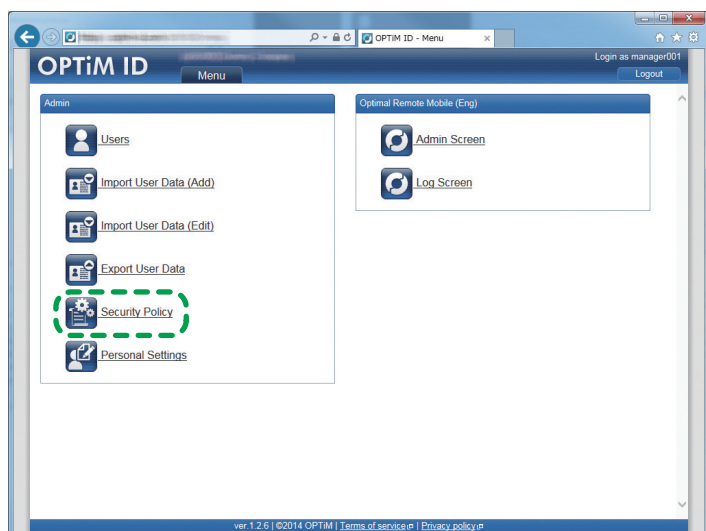 OPTiM ID - Menu
Login as manager001
OPTiM ID
Menu
Logout
Admin
Users
Import User Data (Add)
Import User Data (Edit)
Export User Data
Security Policy
Personal Settings
Optimal Remote Mobile (Eng)
Admin Screen
Log Screen
ver.1.2.6 | ©2014 OPTiM | Terms of service | Privacy policy